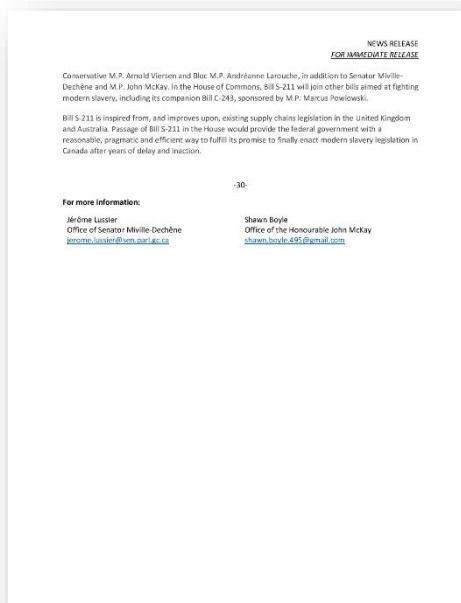 NEWS RELEASE
FOR IMMEDIATE RELEASE
Conservative M.P. Arnold Viersen and Bloc M.P. Andréanne Larouche, in addition to Senator Miville-
Dechêne and M.P. John McKay. In the House of Commons, Bill S-211 will join other bills aimed at fighting
modern slavery, including its companion Bill C-243, sponsored by M.P. Marcus Powlowski.
Bill S-211 is inspired from, and improves upon, existing supply chains legislation in the United Kingdom
and Australia. Passage of Bill S-211 in the House would provide the federal government with a
reasonable, pragmatic and efficient way to fulfill its promise to finally enact modern slavery legislation in
Canada after years of delay and inaction.
-30-
For more information:
Jérôme Lussier
Office of Senator Miville-Dechêne
jerome.lussier@sen.parl.gc.ca
Shawn Boyle
Office of the Honourable John McKay
shawn.boyle.495@gmail.com